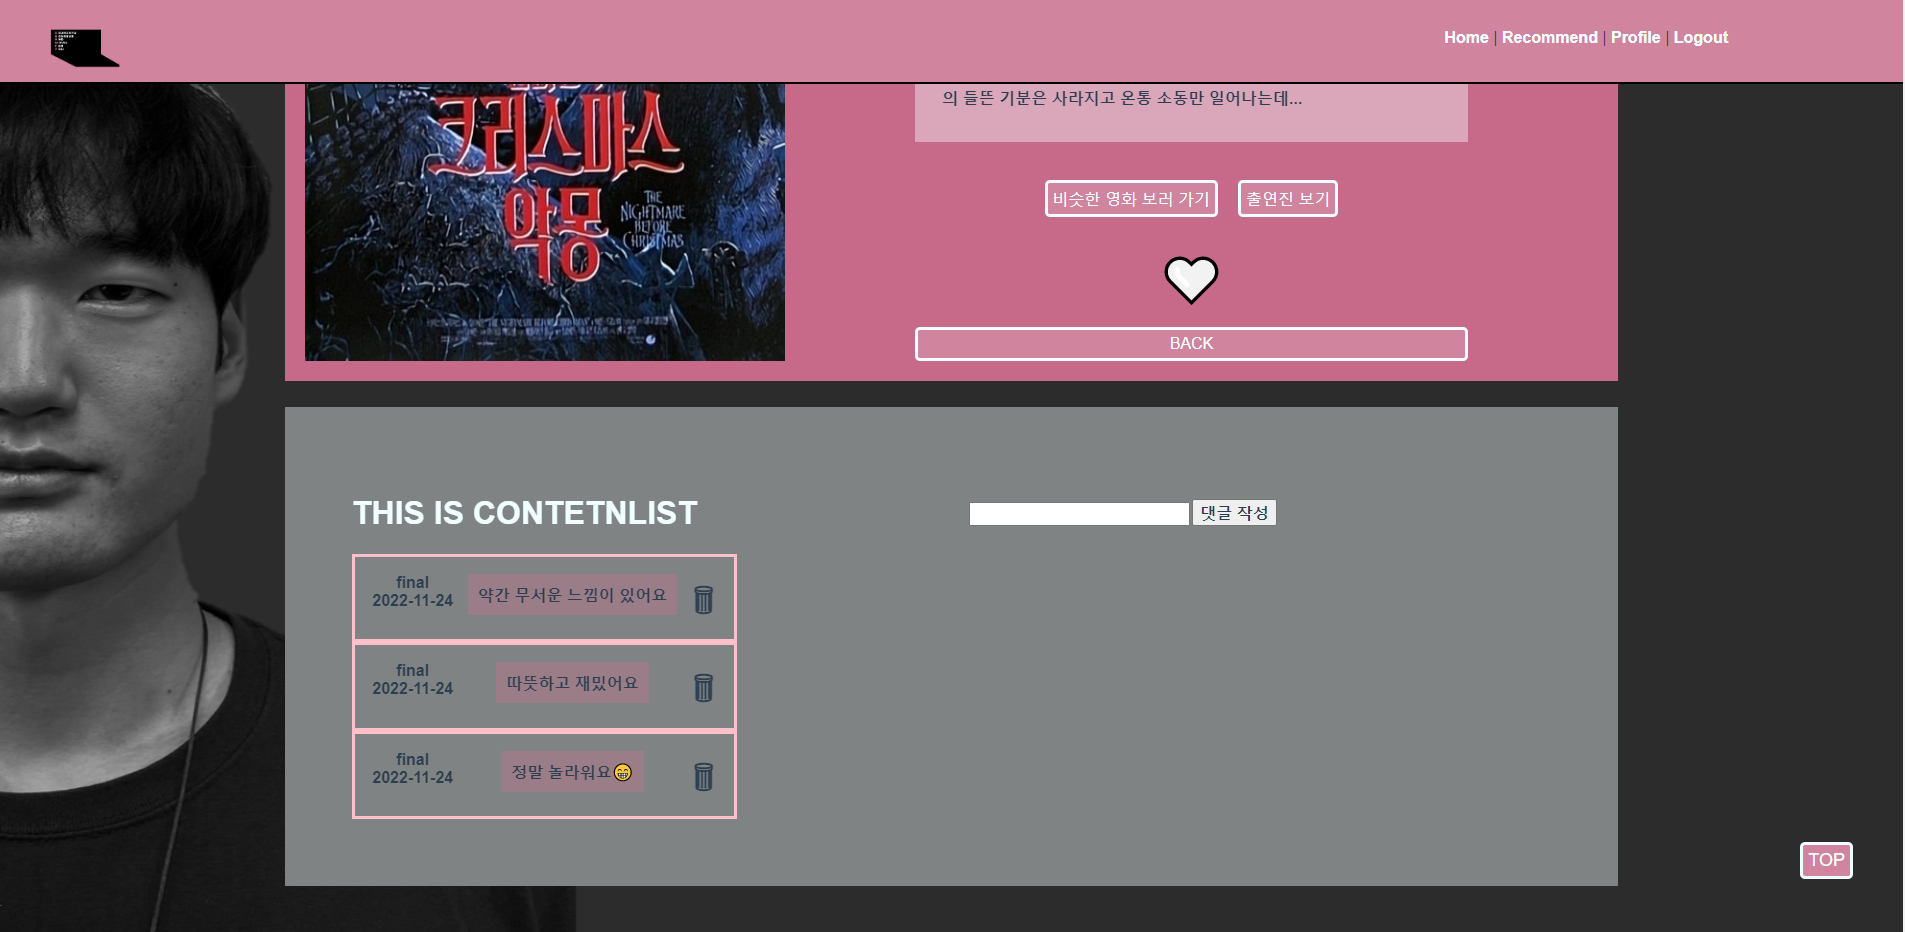 Home | Recommend | Profile | Logout
의 들뜬 기분은 사라지고 온통 소동만 일어나는데...
크리스마스
악몽
THE
NIGHTMARE
BEFORE
CHRISTMAS
비슷한 영화 보러 가기
출연진 보기
BACK
THIS IS CONTETNLIST
댓글 작성
final
2022-11-24
약간 무서운 느낌이 있어요
final
2022-11-24
따뜻하고 재밌어요
final
2022-11-24
정말 놀라워요😁
TOP